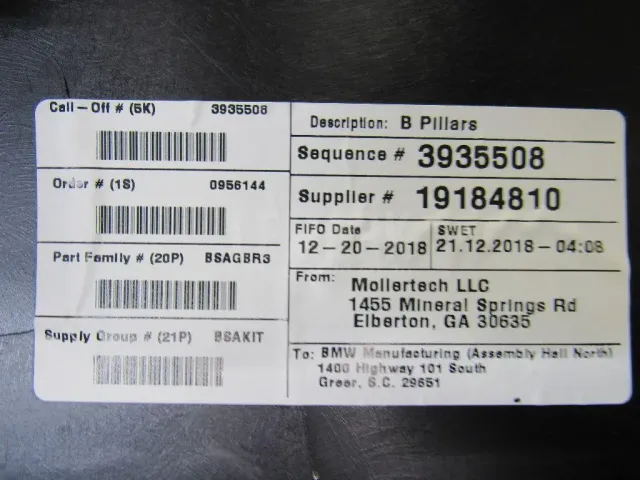 Call-Off # (5K) 3935508
Order # (1S) 0956144
Part Family # (20P) BSAGBR3
Supply Group # (21P) BSAKIT
Description: B Pillars
Sequence # 3935508
Supplier # 19184810
FIFO Date SWET
12-20-2018 21.12.2018-04:08
From: Mollertech LLC
1455 Mineral Springs Rd
Elberton, GA 30635
To: BMW Manufacturing (Assembly Hall North)
1400 Highway 101 South
Greer, S.C. 29651